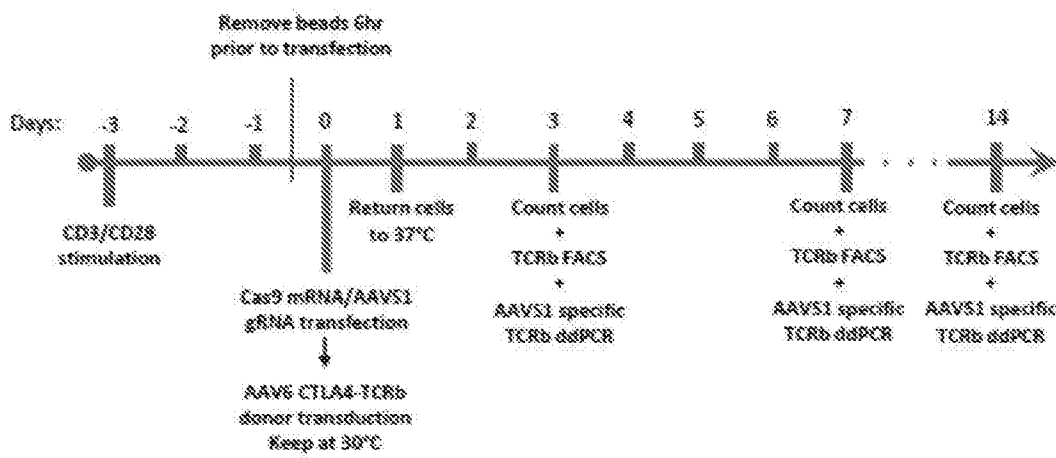 Remove beads 6hr
prior to transfection
Days: -3 -2 -1 0 1 2 3 4 5 6 7 14
CD3/CD28
stimulation
Cas9 mRNA/AAVS1
gRNA transfection
AAV6 CTLA4-TCRb
donor transduction
Keep at 30°C
Return cells
to 37°C
Count cells
+
TCRb FACS
+
AAVS1 specific
TCRb ddPCR
Count cells
+
TCRb FACS
+
AAVS1 specific
TCRb ddPCR
Count cells
+
TCRb FACS
+
AAVS1 specific
TCRb ddPCR